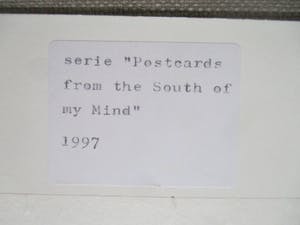 serie "Postcards
from the South of
my Mind"
1997